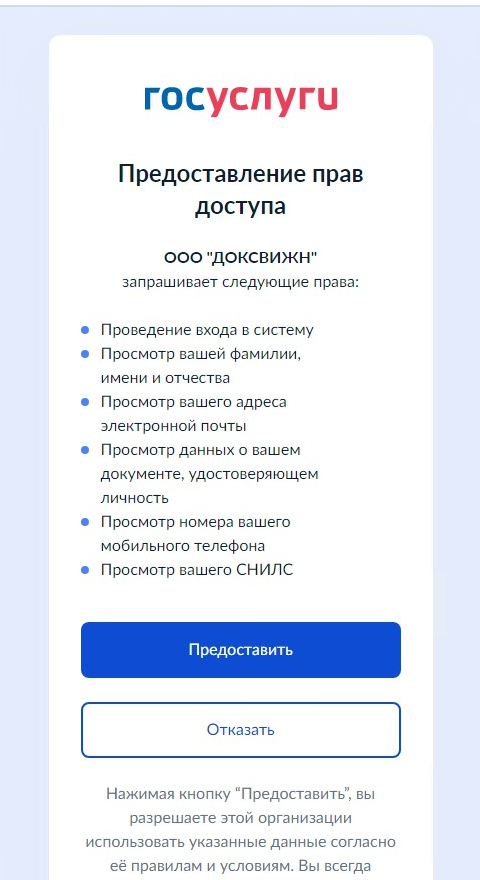 госуслуги
Предоставление прав
доступа
ООО "ДОКСВИЖН"
запрашивает следующие права:
Проведение входа в систему
Просмотр вашей фамилии,
имени и отчества
Просмотр вашего адреса
электронной почты
Просмотр данных о вашем
документе, удостоверяющем
личность
Просмотр номера вашего
мобильного телефона
Просмотр вашего СНИЛС
Предоставить
Отказать
Нажимая кнопку “Предоставить”, вы
разрешаете этой организации
использовать указанные данные согласно
её правилам и условиям. Вы всегда